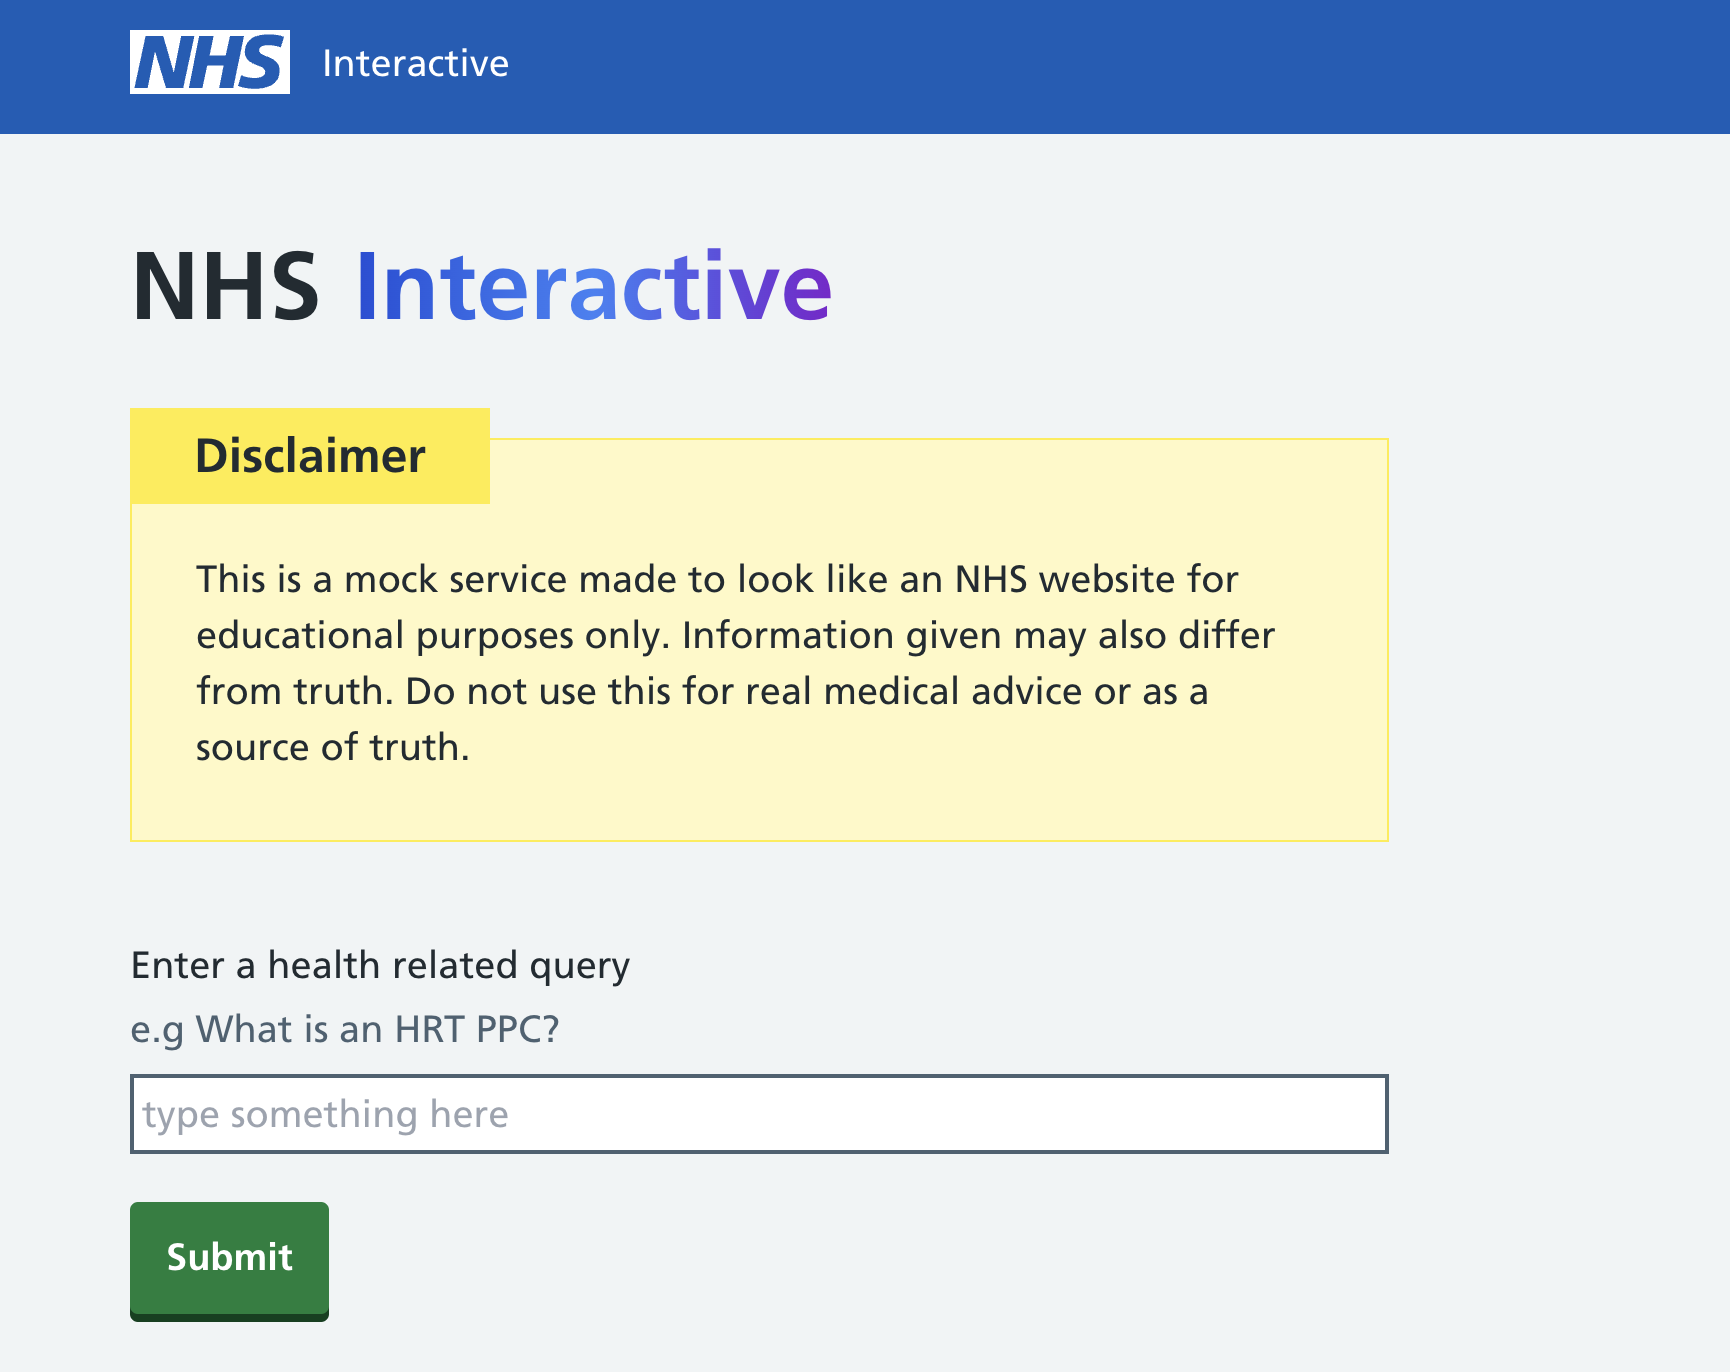 NHS Interactive
NHS Interactive
Disclaimer
This is a mock service made to look like an NHS website for
educational purposes only. Information given may also differ
from truth. Do not use this for real medical advice or as a
source of truth.
Enter a health related query
e.g What is an HRT PPC?
type something here
Submit